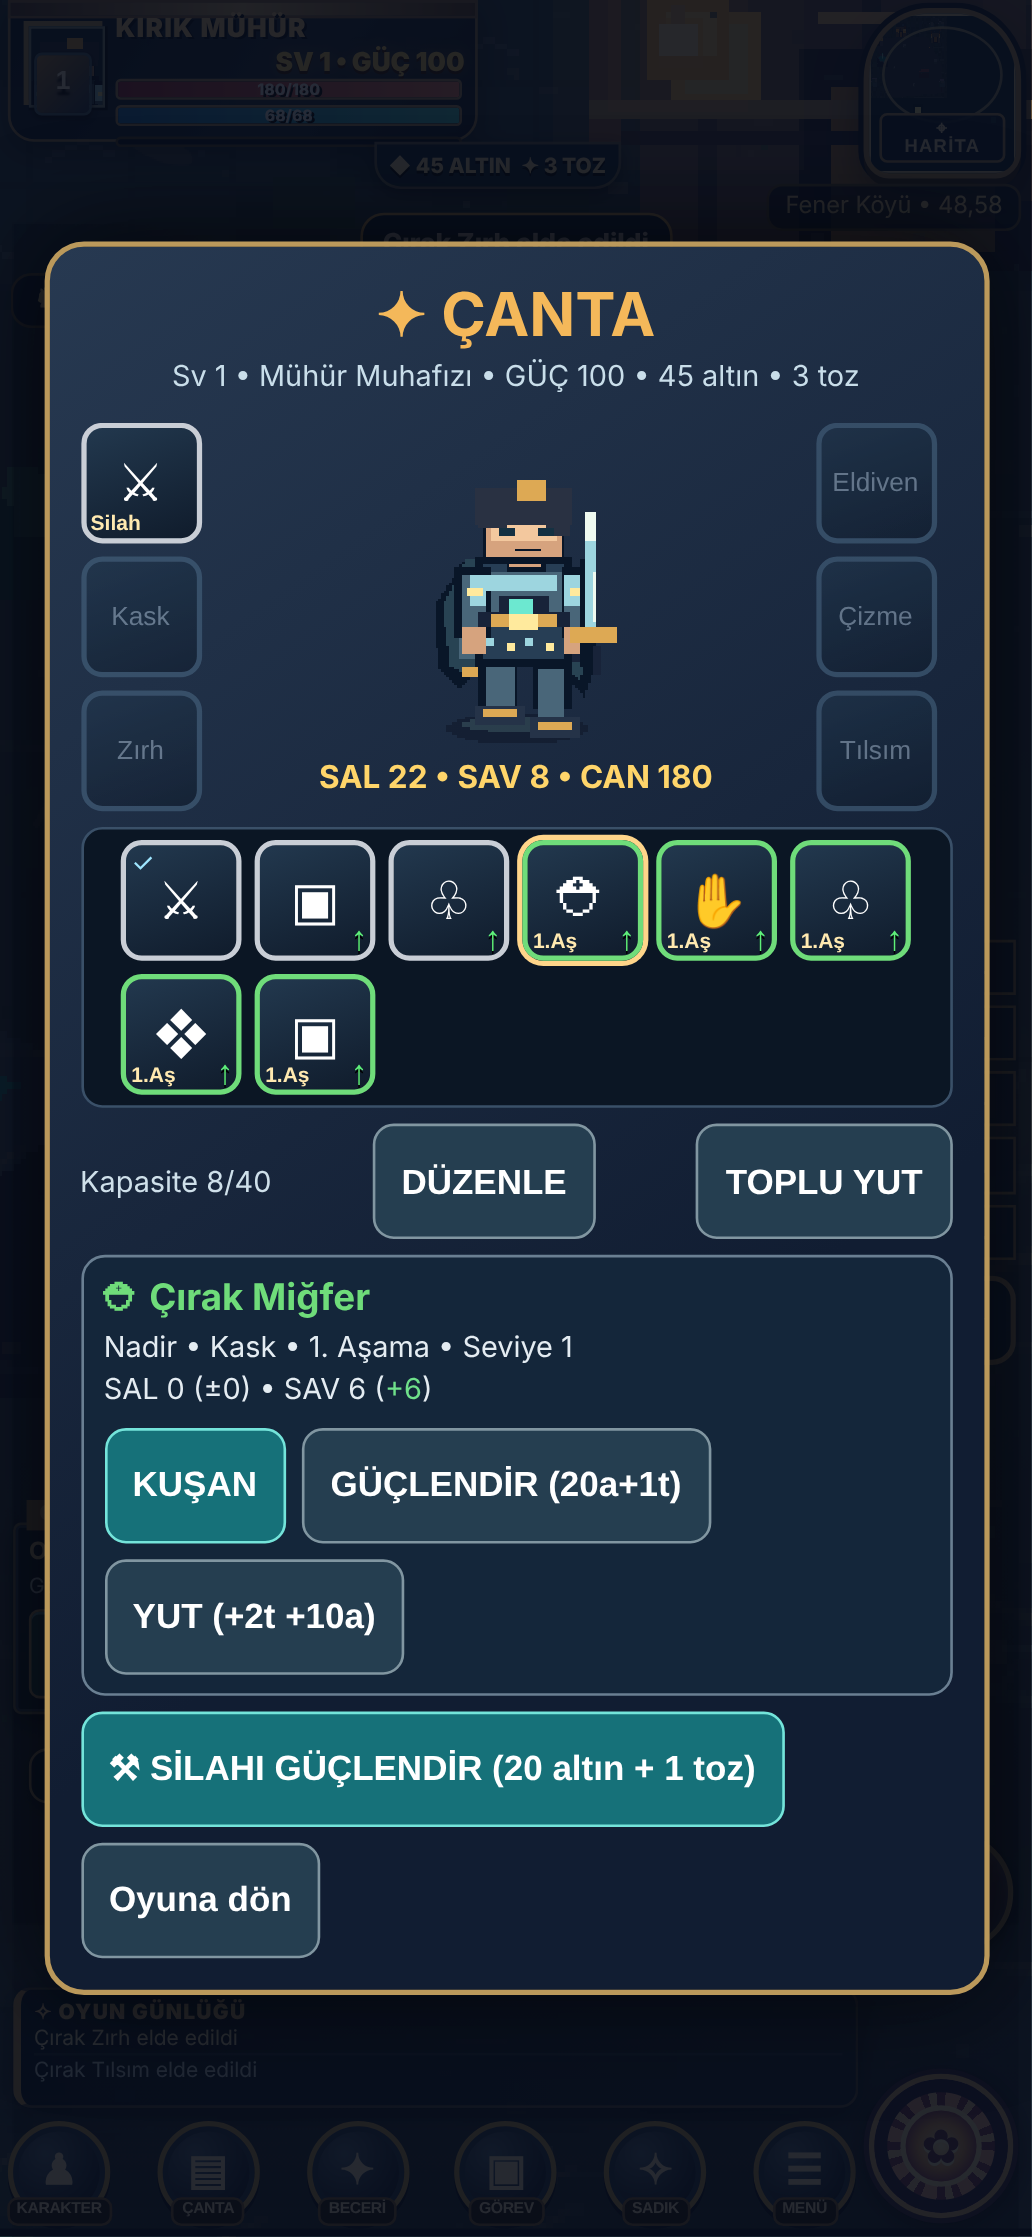 KIRIK MÜHÜR
SV 1 • GÜÇ 100
1
180/180
68/68
◆ 45 ALTIN ✦ 3 TOZ
HARİTA
Fener Köyü • 48,58
Çırak Zırh elde edildi
✦ ÇANTA
Sv 1 • Mühür Muhafızı • GÜÇ 100 • 45 altın • 3 toz
Silah
Eldiven
Kask
Çizme
Zırh
Tılsım
SAL 22 • SAV 8 • CAN 180
✓
↑
↑
1.Aş ↑
1.Aş ↑
1.Aş ↑
1.Aş ↑
1.Aş ↑
Kapasite 8/40
DÜZENLE
TOPLU YUT
Çırak Miğfer
Nadir • Kask • 1. Aşama • Seviye 1
SAL 0 (±0) • SAV 6 (+6)
KUŞAN
GÜÇLENDİR (20a+1t)
YUT (+2t +10a)
⚒ SİLAHI GÜÇLENDİR (20 altın + 1 toz)
Oyuna dön
✧ OYUN GÜNLÜĞÜ
Çırak Zırh elde edildi
Çırak Tılsım elde edildi
KARAKTER
ÇANTA
BECERİ
GÖREV
SADIK
MENÜ